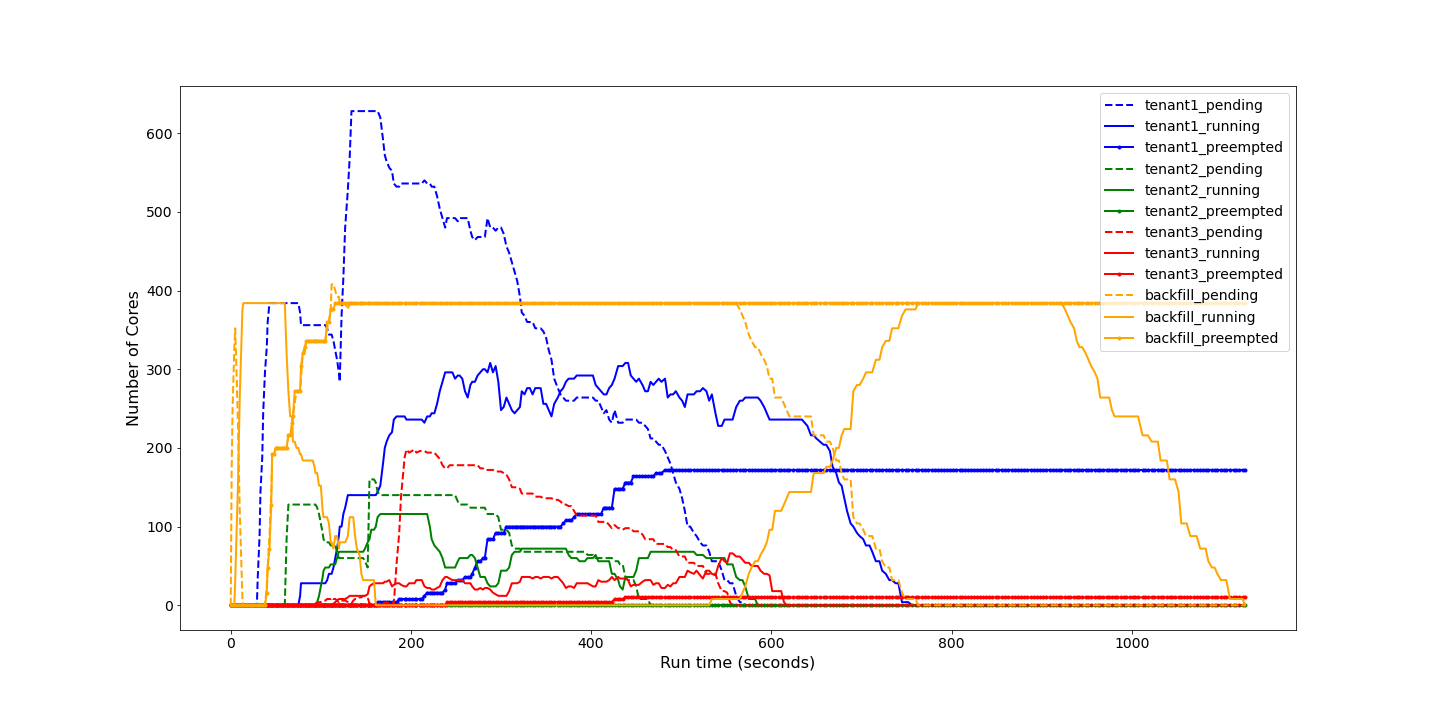 600
500
400
300
200
100
0
Number of Cores
0
200
400
600
800
1000
Run time (seconds)
tenant1_pending
tenant1_running
tenant1_preempted
tenant2_pending
tenant2_running
tenant2_preempted
tenant3_pending
tenant3_running
tenant3_preempted
backfill_pending
backfill_running
backfill_preempted